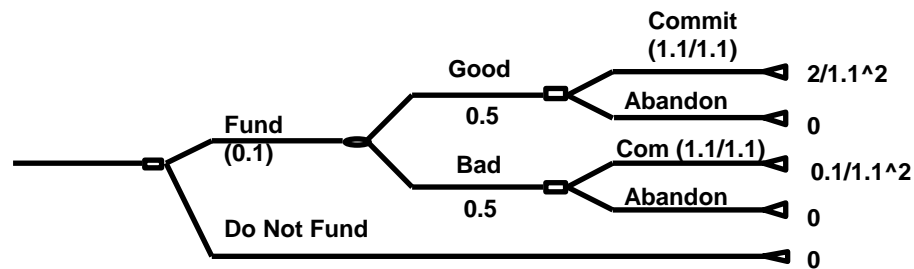 Commit
(1.1/1.1)
Good
2/1.1^2
0.5
Abandon
0
Fund
(0.1)
Com (1.1/1.1)
0.1/1.1^2
Bad
0.5
Abandon
0
Do Not Fund
0